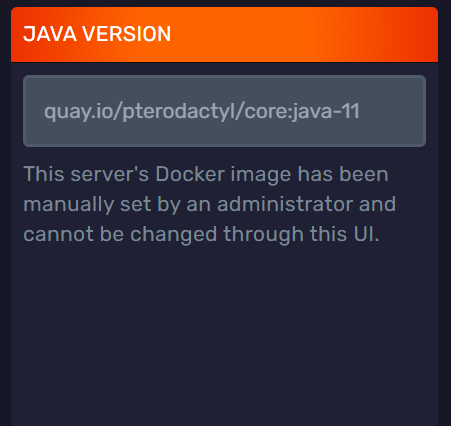 JAVA VERSION
quay.io/pterodactyl/core:java-11
This server's Docker image has been
manually set by an administrator and
cannot be changed through this UI.